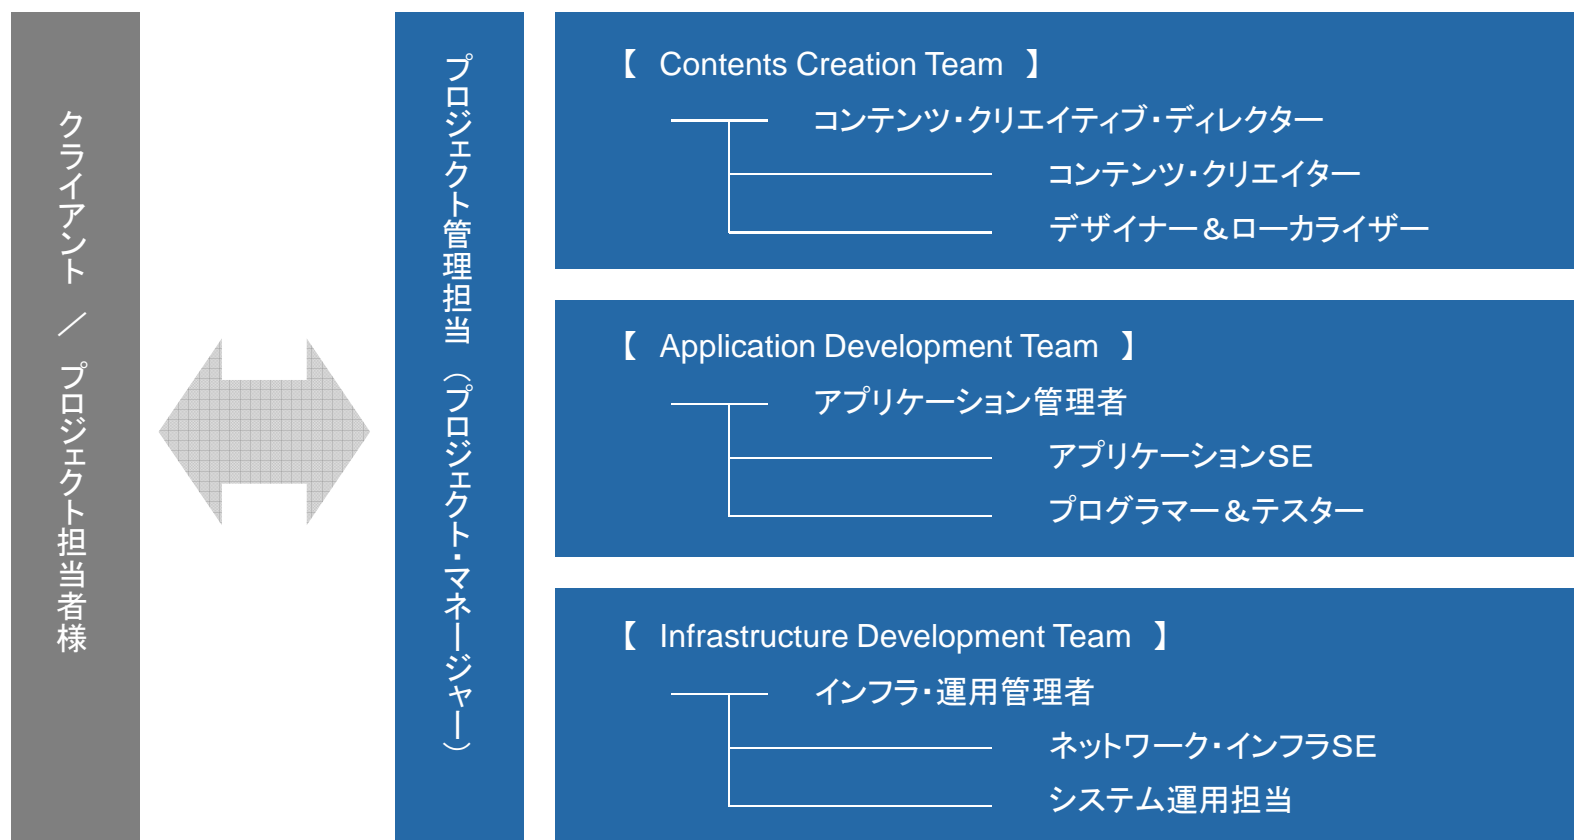 クライアント ／ プロジェクト担当者様
プロジェクト管理担当（プロジェクト・マネージャー）
【 Contents Creation Team 】
コンテンツ・クリエイティブ・ディレクター
コンテンツ・クリエイター
デザイナー＆ローカライザー
【 Application Development Team 】
アプリケーション管理者
アプリケーションSE
プログラマー＆テスター
【 Infrastructure Development Team 】
インフラ・運用管理者
ネットワーク・インフラSE
システム運用担当